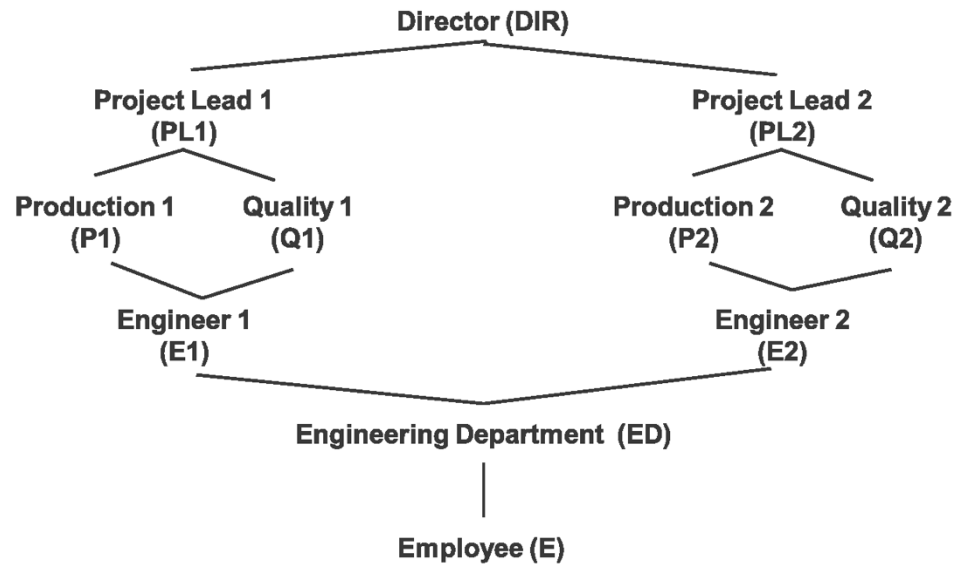 Director (DIR)
Project Lead 1
(PL1)
Project Lead 2
(PL2)
Production 1
(P1)
Quality 1
(Q1)
Production 2
(P2)
Quality 2
(Q2)
Engineer 1
(E1)
Engineer 2
(E2)
Engineering Department (ED)
Employee (E)